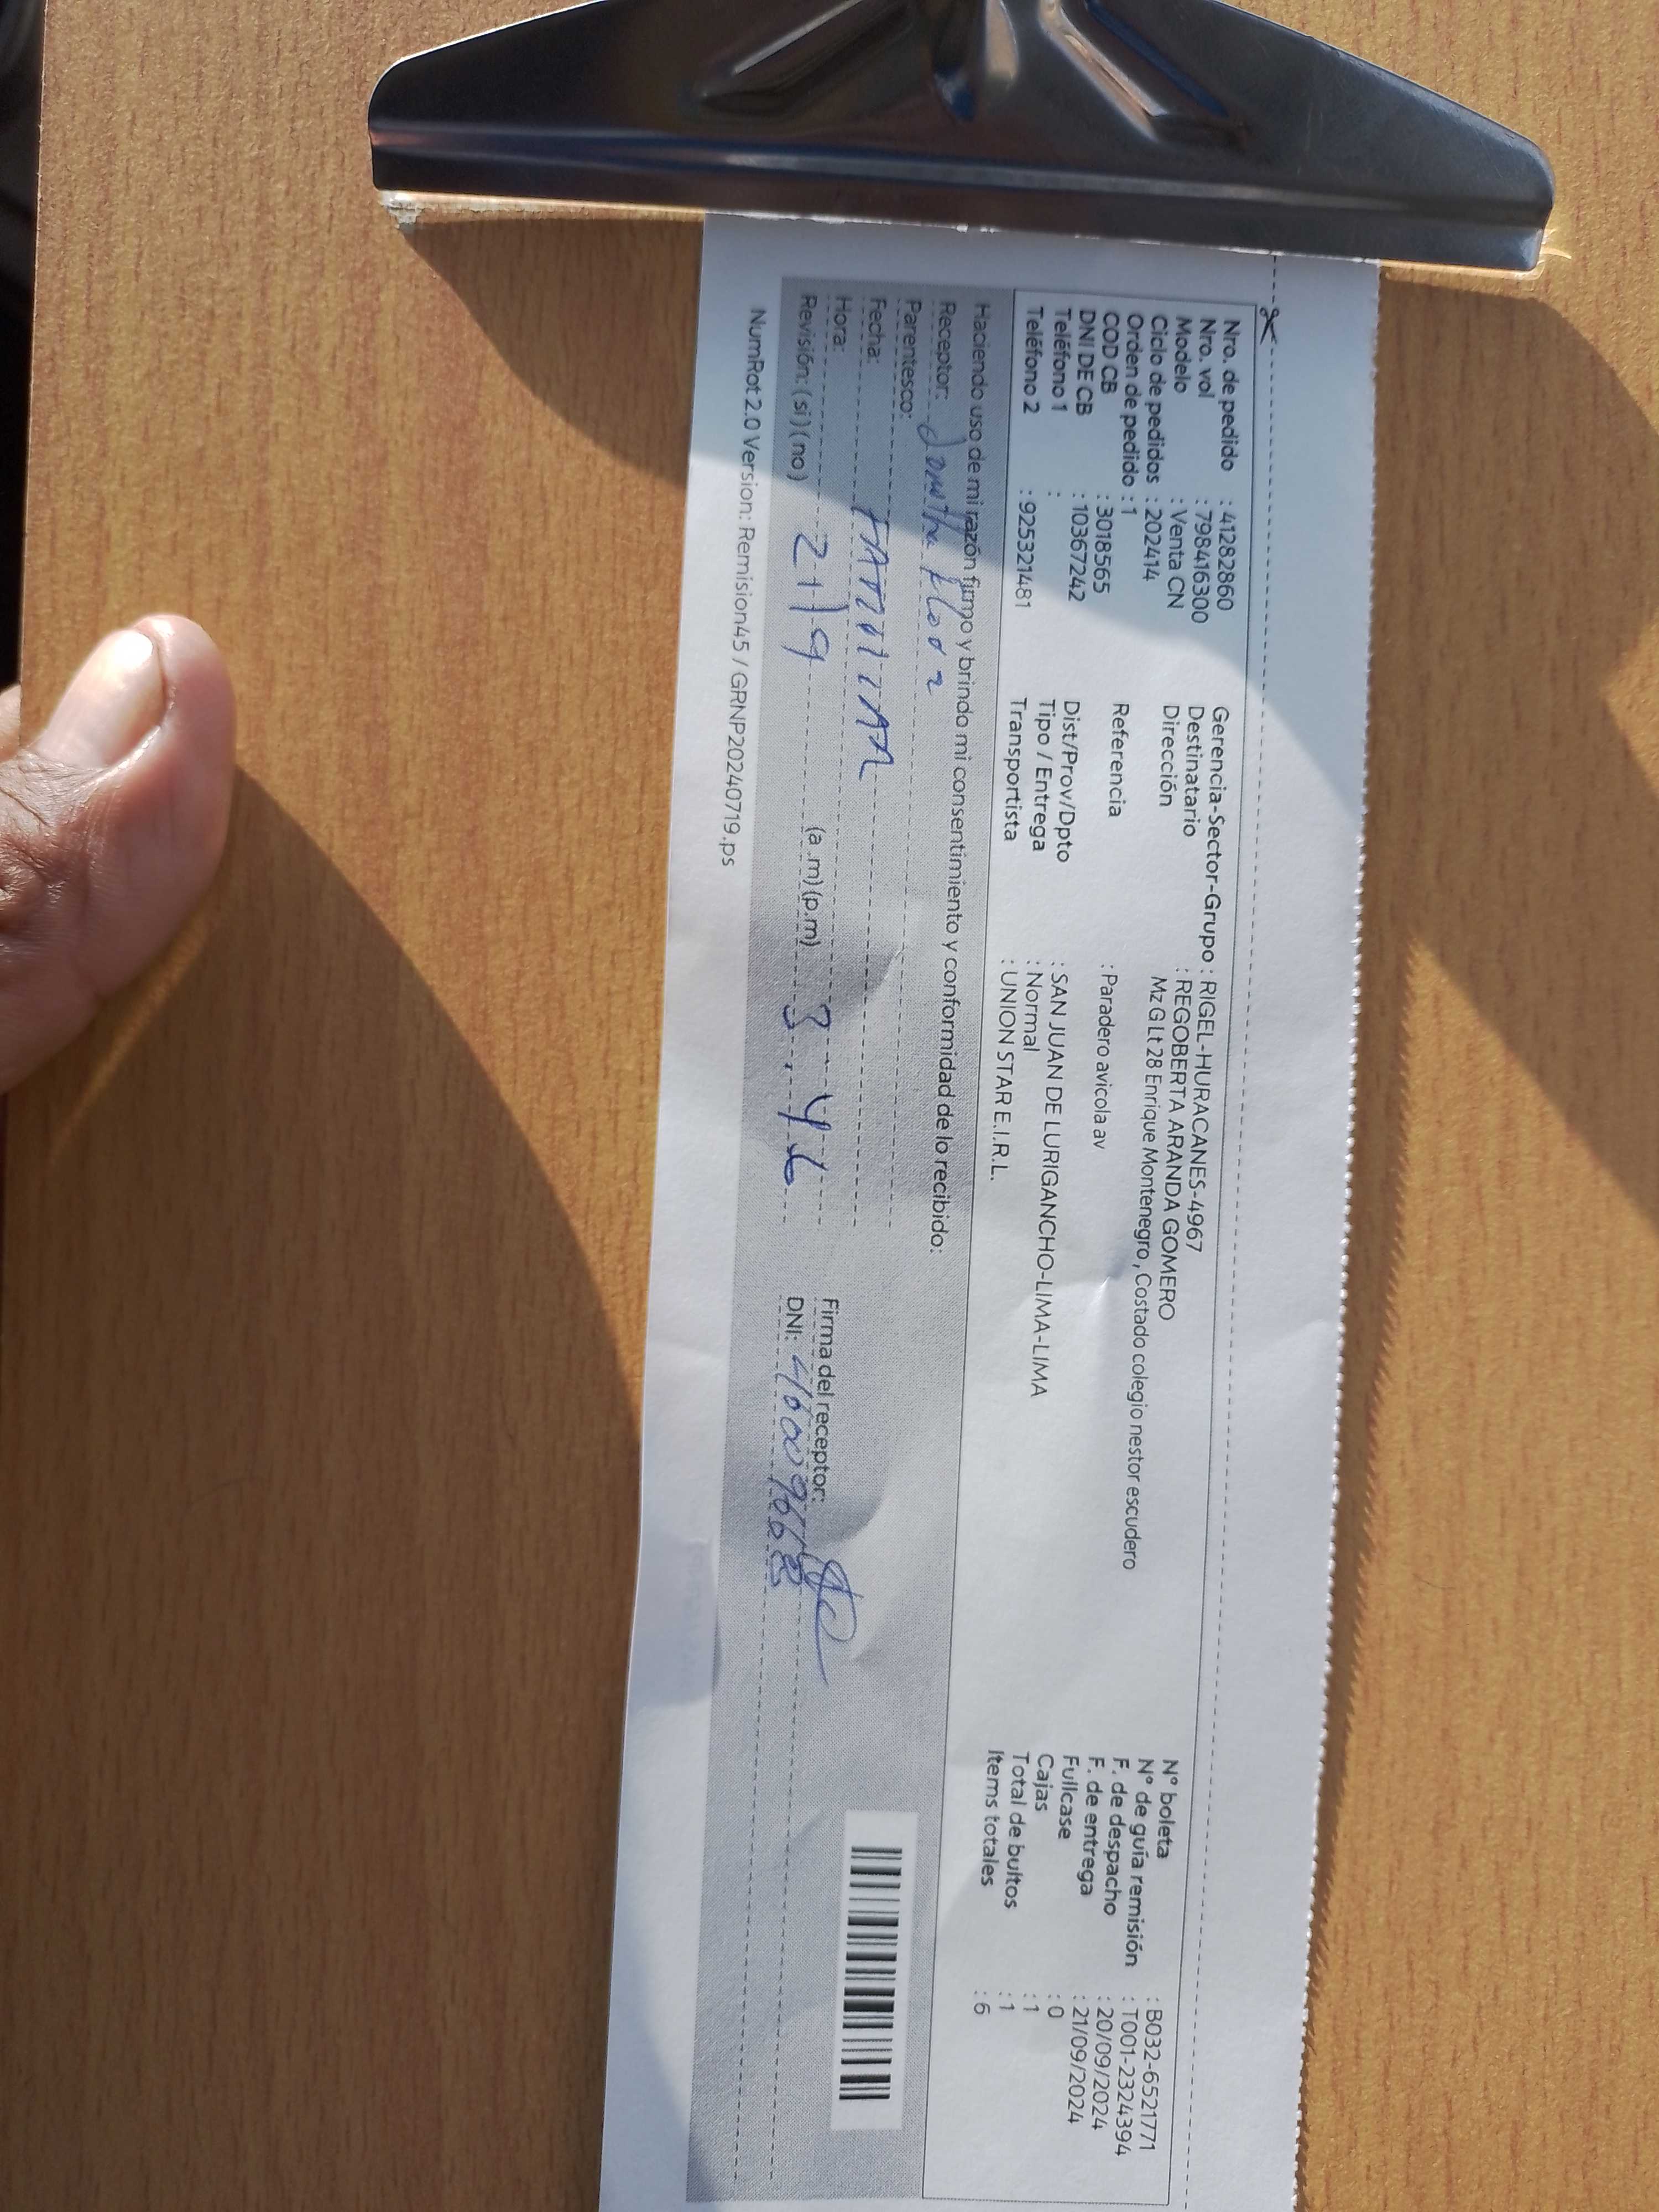 Nro. de pedido : 41282860
Nro. vol : 798416300
Modelo : Venta CN
Ciclo de pedidos : 202414
Orden de pedido : 1
COD CB : 3018565
DNI DE CB : 10367242
Teléfono 1 :
Teléfono 2 : 925321481
Gerencia-Sector-Grupo : RIGEL-HURACANES-4967
Destinatario : REGOBERTA ARANDA GOMERO
Dirección Mz G Lt 28 Enrique Montenegro , Costado colegio nestor escudero
Referencia : Paradero avicola av
Dist/Prov/Dpto : SAN JUAN DE LURIGANCHO-LIMA-LIMA
Tipo / Entrega : Normal
Transportista : UNION STAR E.I.R.L.
N° boleta : B032-6521771
N° de guía remisión : T001-2324394
F. de despacho : 20/09/2024
F. de entrega : 21/09/2024
Fullcase : 0
Cajas : 1
Total de bultos : 1
Items totales : 6
Haciendo uso de mi razón firmo y brindo mi consentimiento y conformidad de lo recibido:
Receptor:
Parentesco:
Fecha:
Hora:
Revisión: (si) (no) 21/9 (a .m) (p.m)
Firma del receptor:
DNI:
NumRot 2.0 Version: Remision45 / GRNP20240719.ps